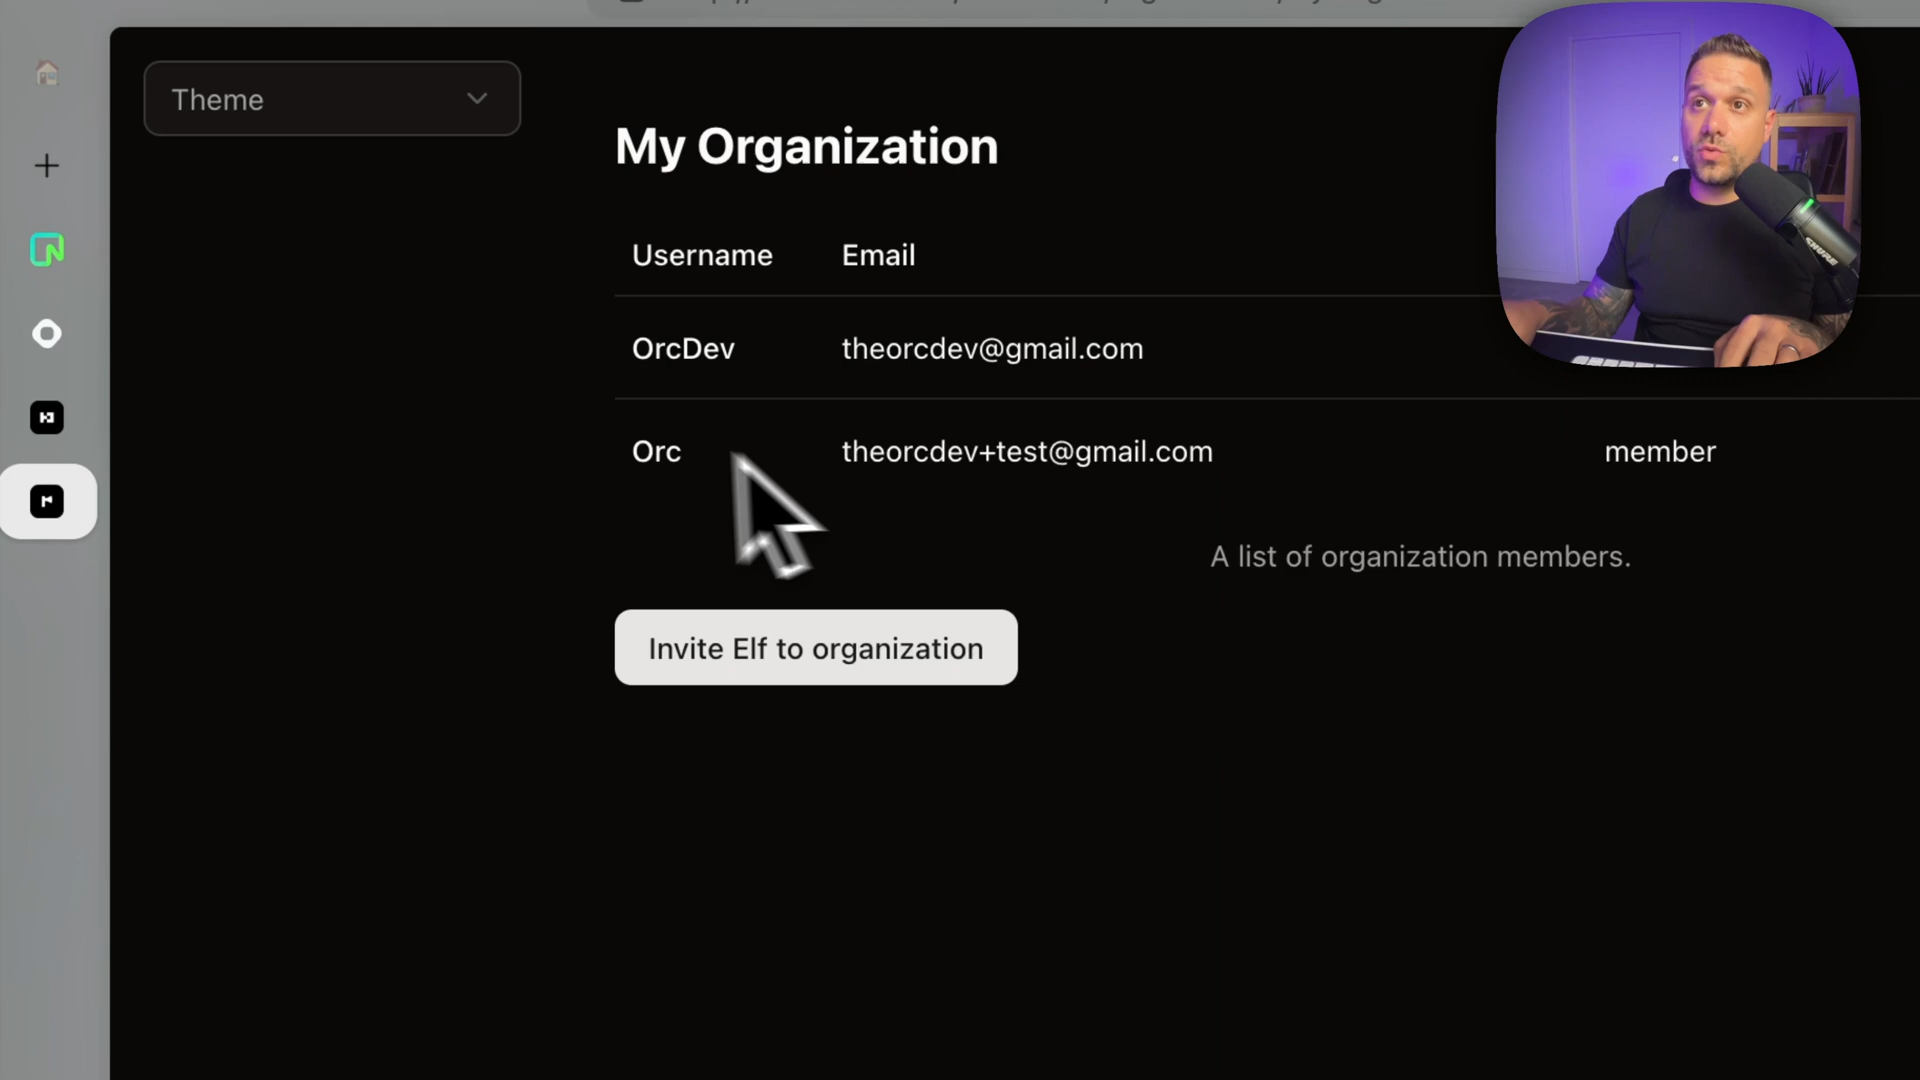 Theme
My Organization
Username Email
OrcDev theorcdev@gmail.com
Orc theorcdev+test@gmail.com member
A list of organization members.
Invite Elf to organization
SHURE